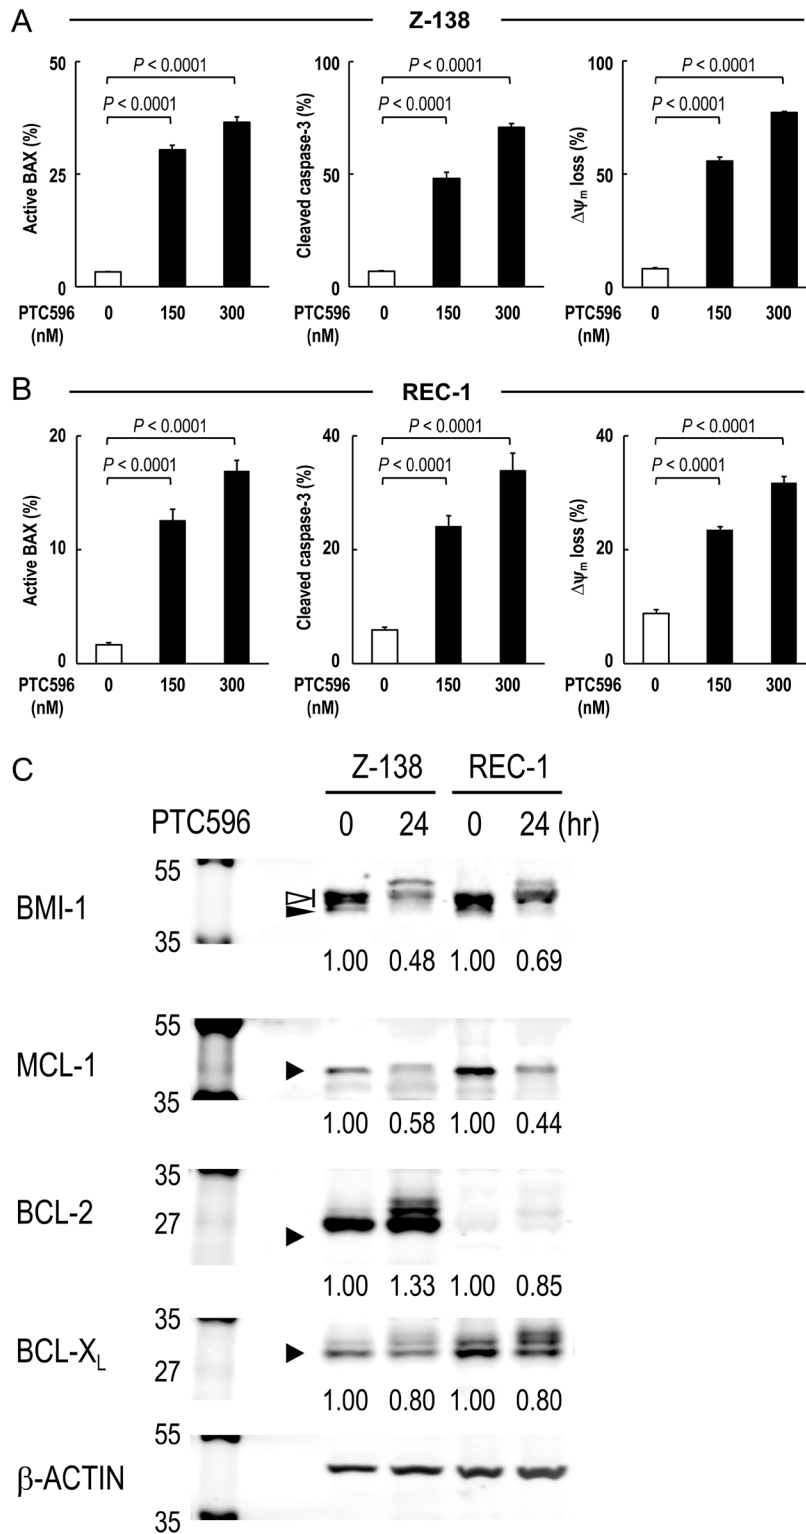 A
Z-138
Active BAX (%)
50
25
0
P < 0.0001
P < 0.0001
Cleaved caspase-3 (%)
100
50
0
P < 0.0001
P < 0.0001
ΔΨm loss (%)
100
50
0
P < 0.0001
P < 0.0001
PTC596 0 150 300 PTC596 0 150 300 PTC596 0 150 300
(nM) (nM) (nM)
B
REC-1
Active BAX (%)
20
10
0
P < 0.0001
P < 0.0001
Cleaved caspase-3 (%)
40
20
0
P < 0.0001
P < 0.0001
ΔΨm loss (%)
40
20
0
P < 0.0001
P < 0.0001
PTC596 0 150 300 PTC596 0 150 300 PTC596 0 150 300
(nM) (nM) (nM)
C
Z-138 REC-1
PTC596 0 24 0 24 (hr)
55
BMI-1
35
1.00 0.48 1.00 0.69
55
MCL-1
35
1.00 0.58 1.00 0.44
35
BCL-2 27
1.00 1.33 1.00 0.85
35
BCL-XL
27
1.00 0.80 1.00 0.80
55
β-ACTIN
35